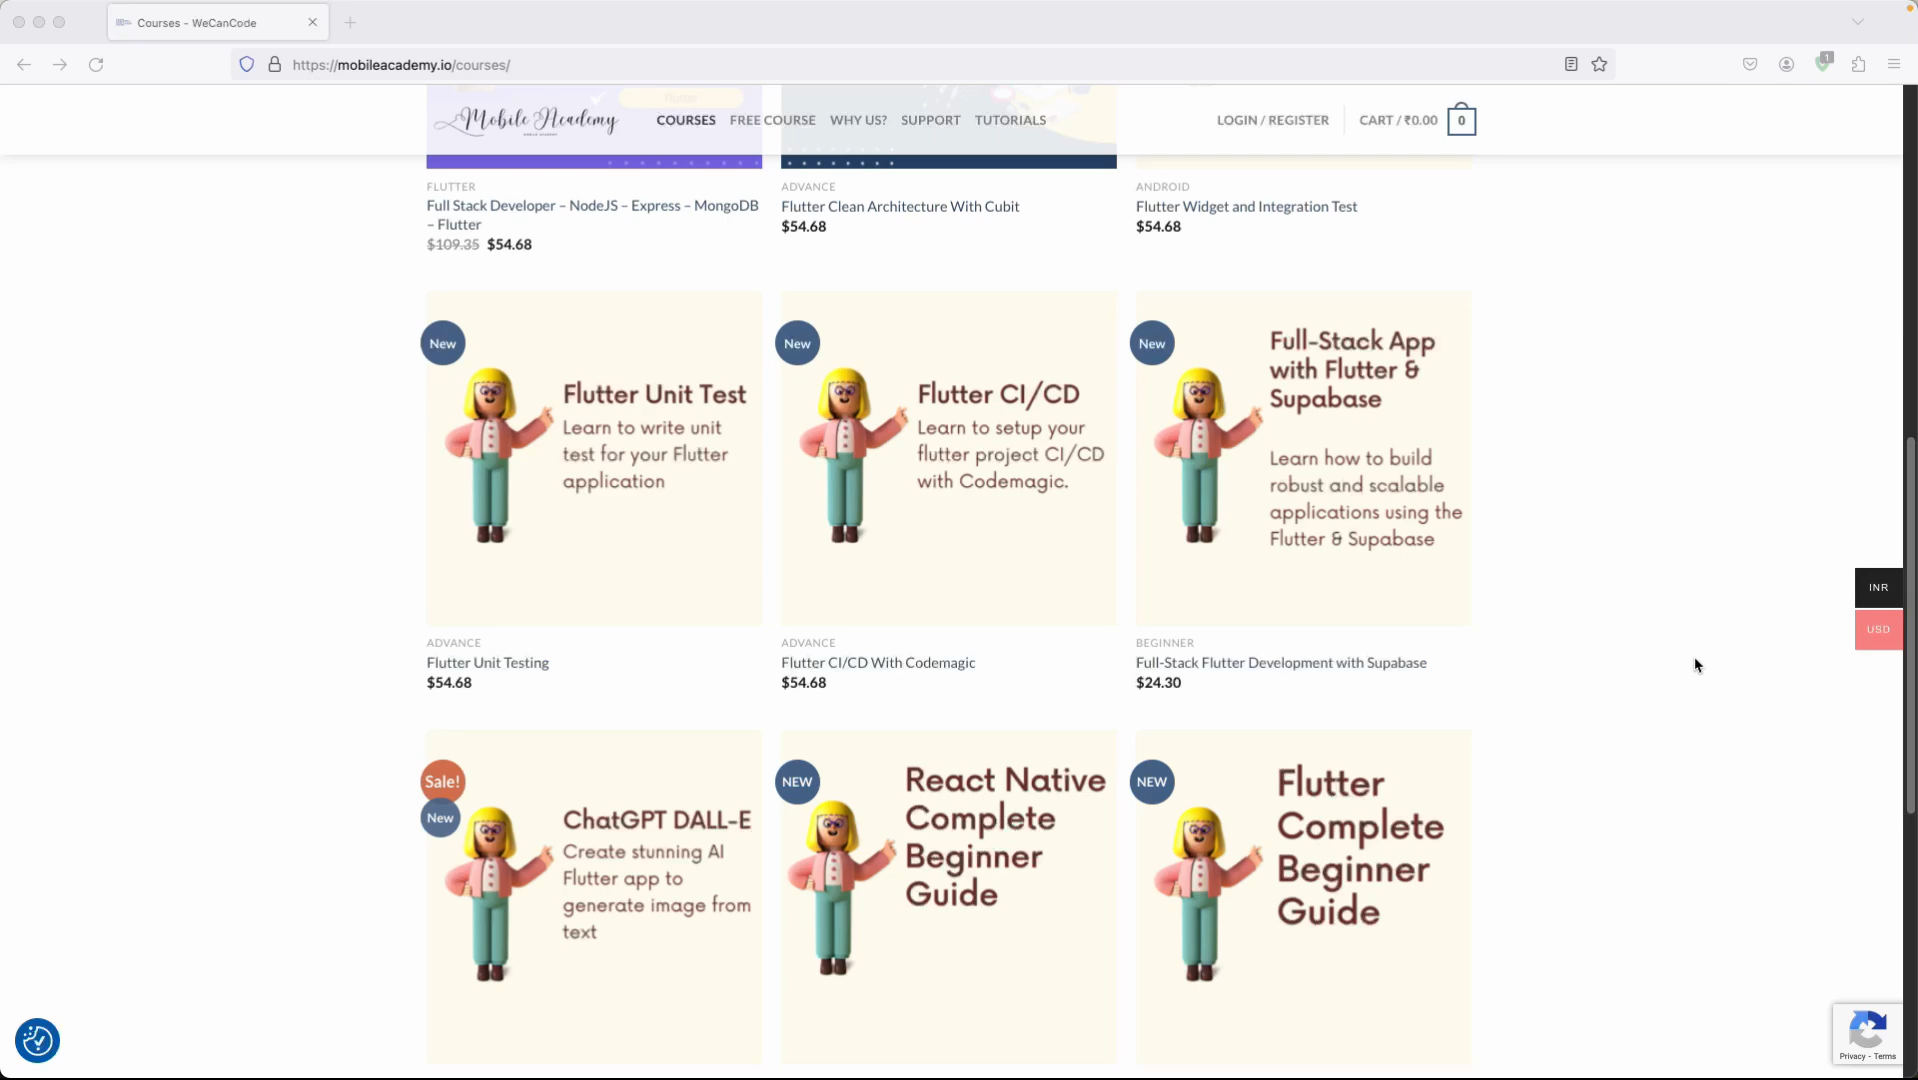 Courses - WeCanCode
https://mobileacademy.io/courses/
1
Flutter
Mobile Academy
COURSES FREE COURSE WHY US? SUPPORT TUTORIALS
LOGIN / REGISTER CART / ₹0.00 0
FLUTTER
Full Stack Developer – NodeJS – Express – MongoDB
– Flutter
$109.35 $54.68
ADVANCE
Flutter Clean Architecture With Cubit
$54.68
ANDROID
Flutter Widget and Integration Test
$54.68
New
Flutter Unit Test
Learn to write unit
test for your Flutter
application
New
Flutter CI/CD
Learn to setup your
flutter project CI/CD
with Codemagic.
New
Full-Stack App
with Flutter &
Supabase
Learn how to build
robust and scalable
applications using the
Flutter & Supabase
INR
USD
ADVANCE
Flutter Unit Testing
$54.68
ADVANCE
Flutter CI/CD With Codemagic
$54.68
BEGINNER
Full-Stack Flutter Development with Supabase
$24.30
Sale!
New
ChatGPT DALL-E
Create stunning AI
Flutter app to
generate image from
text
NEW
React Native
Complete
Beginner
Guide
NEW
Flutter
Complete
Beginner
Guide
Privacy - Terms